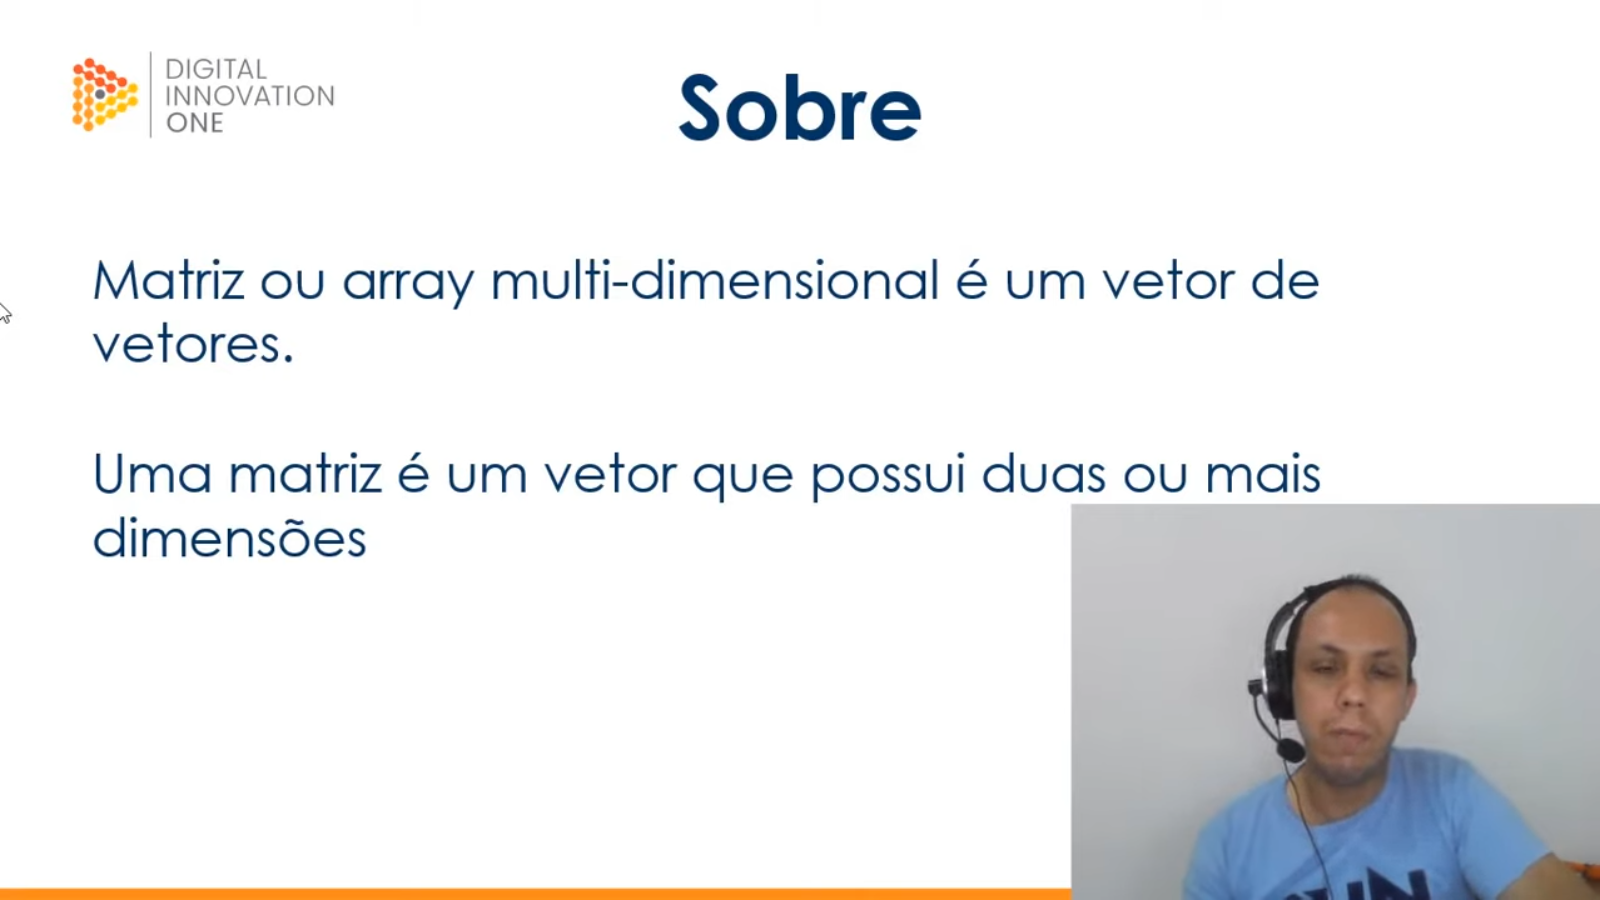 DIGITAL
INNOVATION
ONE
Sobre
Matriz ou array multi-dimensional é um vetor de
vetores.
Uma matriz é um vetor que possui duas ou mais
dimensões